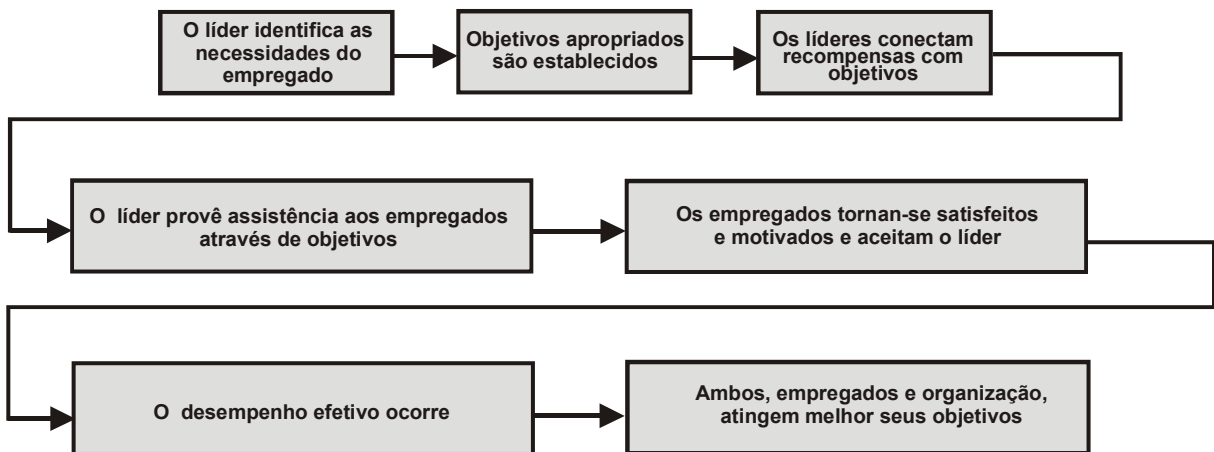 O líder identifica as
necessidades do
empregado
Objetivos apropriados
são establecidos
Os líderes conectam
recompensas com
objetivos
O líder provê assistência aos empregados
através de objetivos
Os empregados tornan-se satisfeitos
e motivados e aceitam o líder
O desempenho efetivo ocorre
Ambos, empregados e organização,
atingem melhor seus objetivos